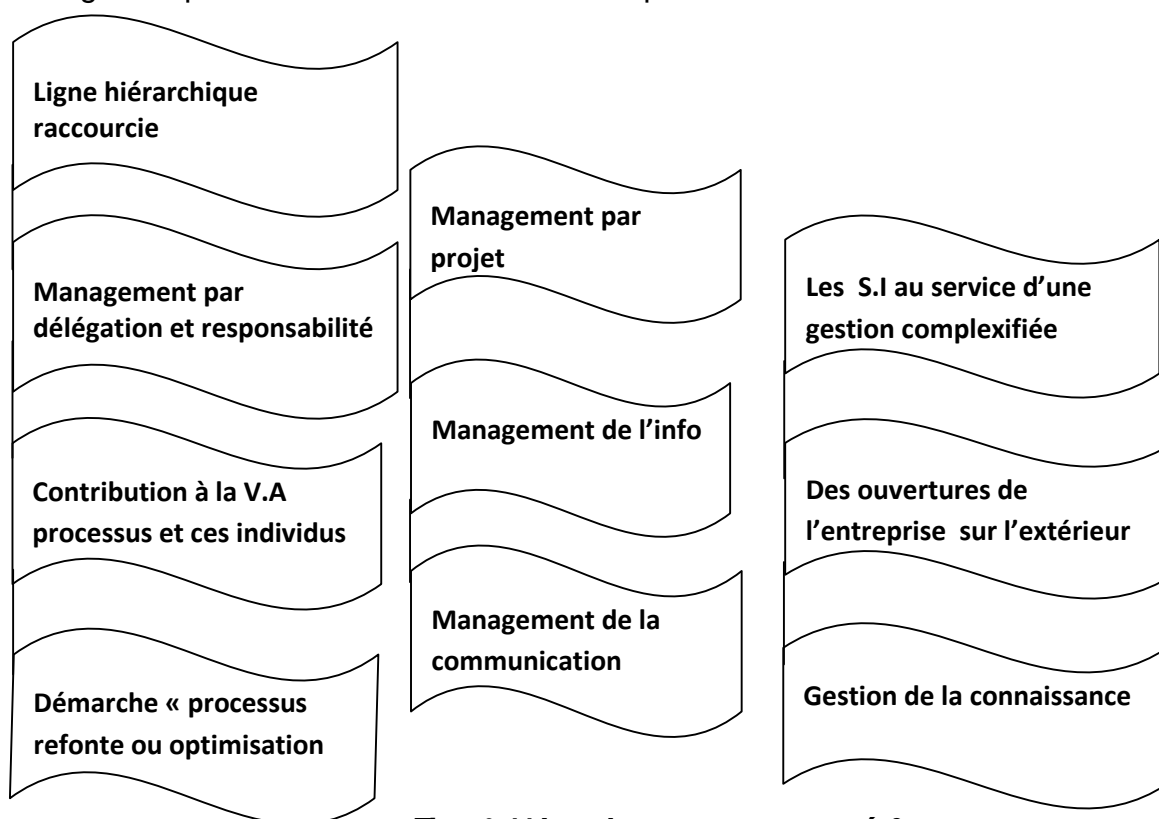 Ligne hiérarchique
raccourcie
Management par
délégation et responsabilité
Contribution à la V.A
processus et ces individus
Démarche « processus
refonte ou optimisation
Management par
projet
Management de l’info
Management de la
communication
Les S.I au service d’une
gestion complexifiée
Des ouvertures de
l’entreprise sur l’extérieur
Gestion de la connaissance